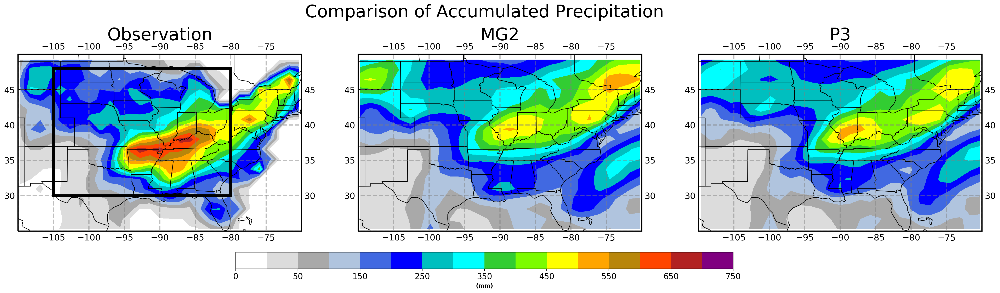 Comparison of Accumulated Precipitation
Observation MG2 P3
−105 −100 −95 −90 −85 −80 −75 −105 −100 −95 −90 −85 −80 −75 −105 −100 −95 −90 −85 −80 −75
45 45 45 45 45
40 40 40 40 40
35 35 35 35 35
30 30 30 30 30
−105 −100 −95 −90 −85 −80 −75 −105 −100 −95 −90 −85 −80 −75 −105 −100 −95 −90 −85 −80 −75
0 50 150 250 350 450 550 650 750
(mm)